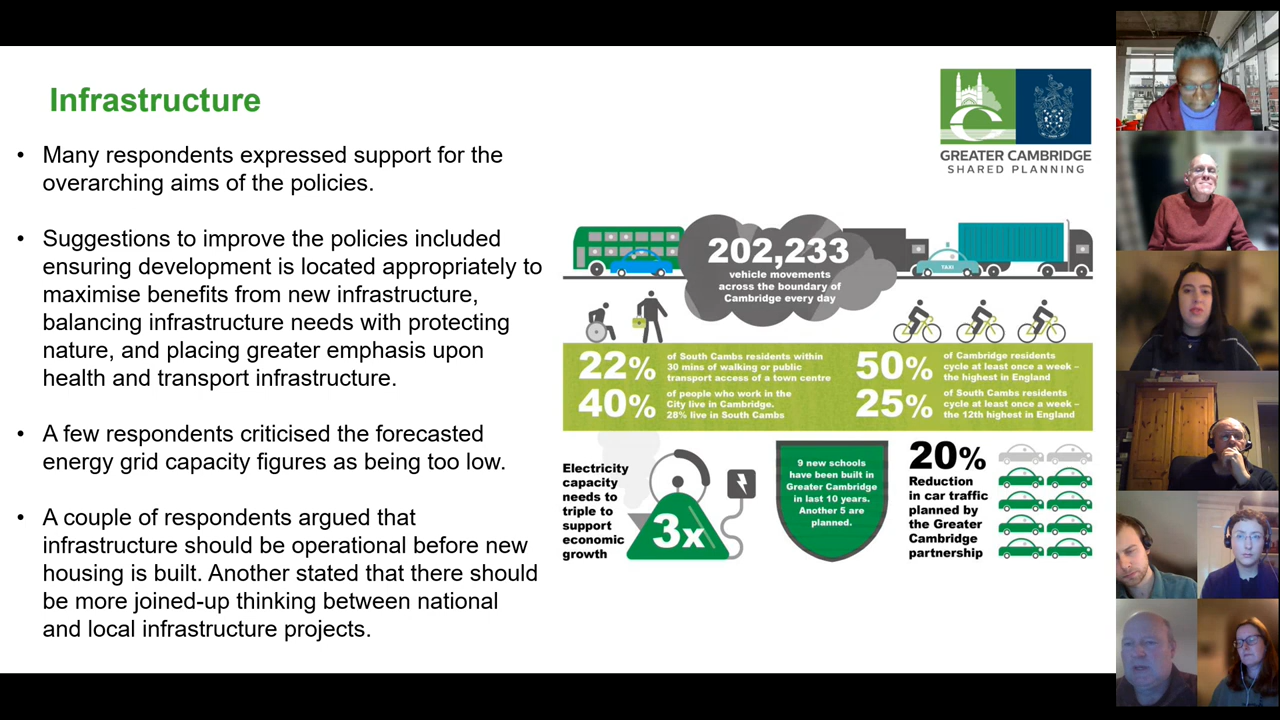 Infrastructure
• Many respondents expressed support for the
overarching aims of the policies.
• Suggestions to improve the policies included
ensuring development is located appropriately to
maximise benefits from new infrastructure,
balancing infrastructure needs with protecting
nature, and placing greater emphasis upon
health and transport infrastructure.
• A few respondents criticised the forecasted
energy grid capacity figures as being too low.
• A couple of respondents argued that
infrastructure should be operational before new
housing is built. Another stated that there should
be more joined-up thinking between national
and local infrastructure projects.
GREATER CAMBRIDGE
SHARED PLANNING
202,233
vehicle movements
across the boundary of
Cambridge every day
TAXI
22%
of South Cambs residents within
30 mins of walking or public
transport access of a town centre
40%
of people who work in the
City live in Cambridge.
28% live in South Cambs
50%
of Cambridge residents
cycle at least once a week –
the highest in England
25%
of South Cambs residents
cycle at least once a week –
the 12th highest in England
Electricity
capacity
needs to
triple to
support
economic
growth
3x
9 new schools
have been built in
Greater Cambridge
in last 10 years.
Another 5 are
planned.
20%
Reduction
in car traffic
planned by
the Greater
Cambridge
partnership